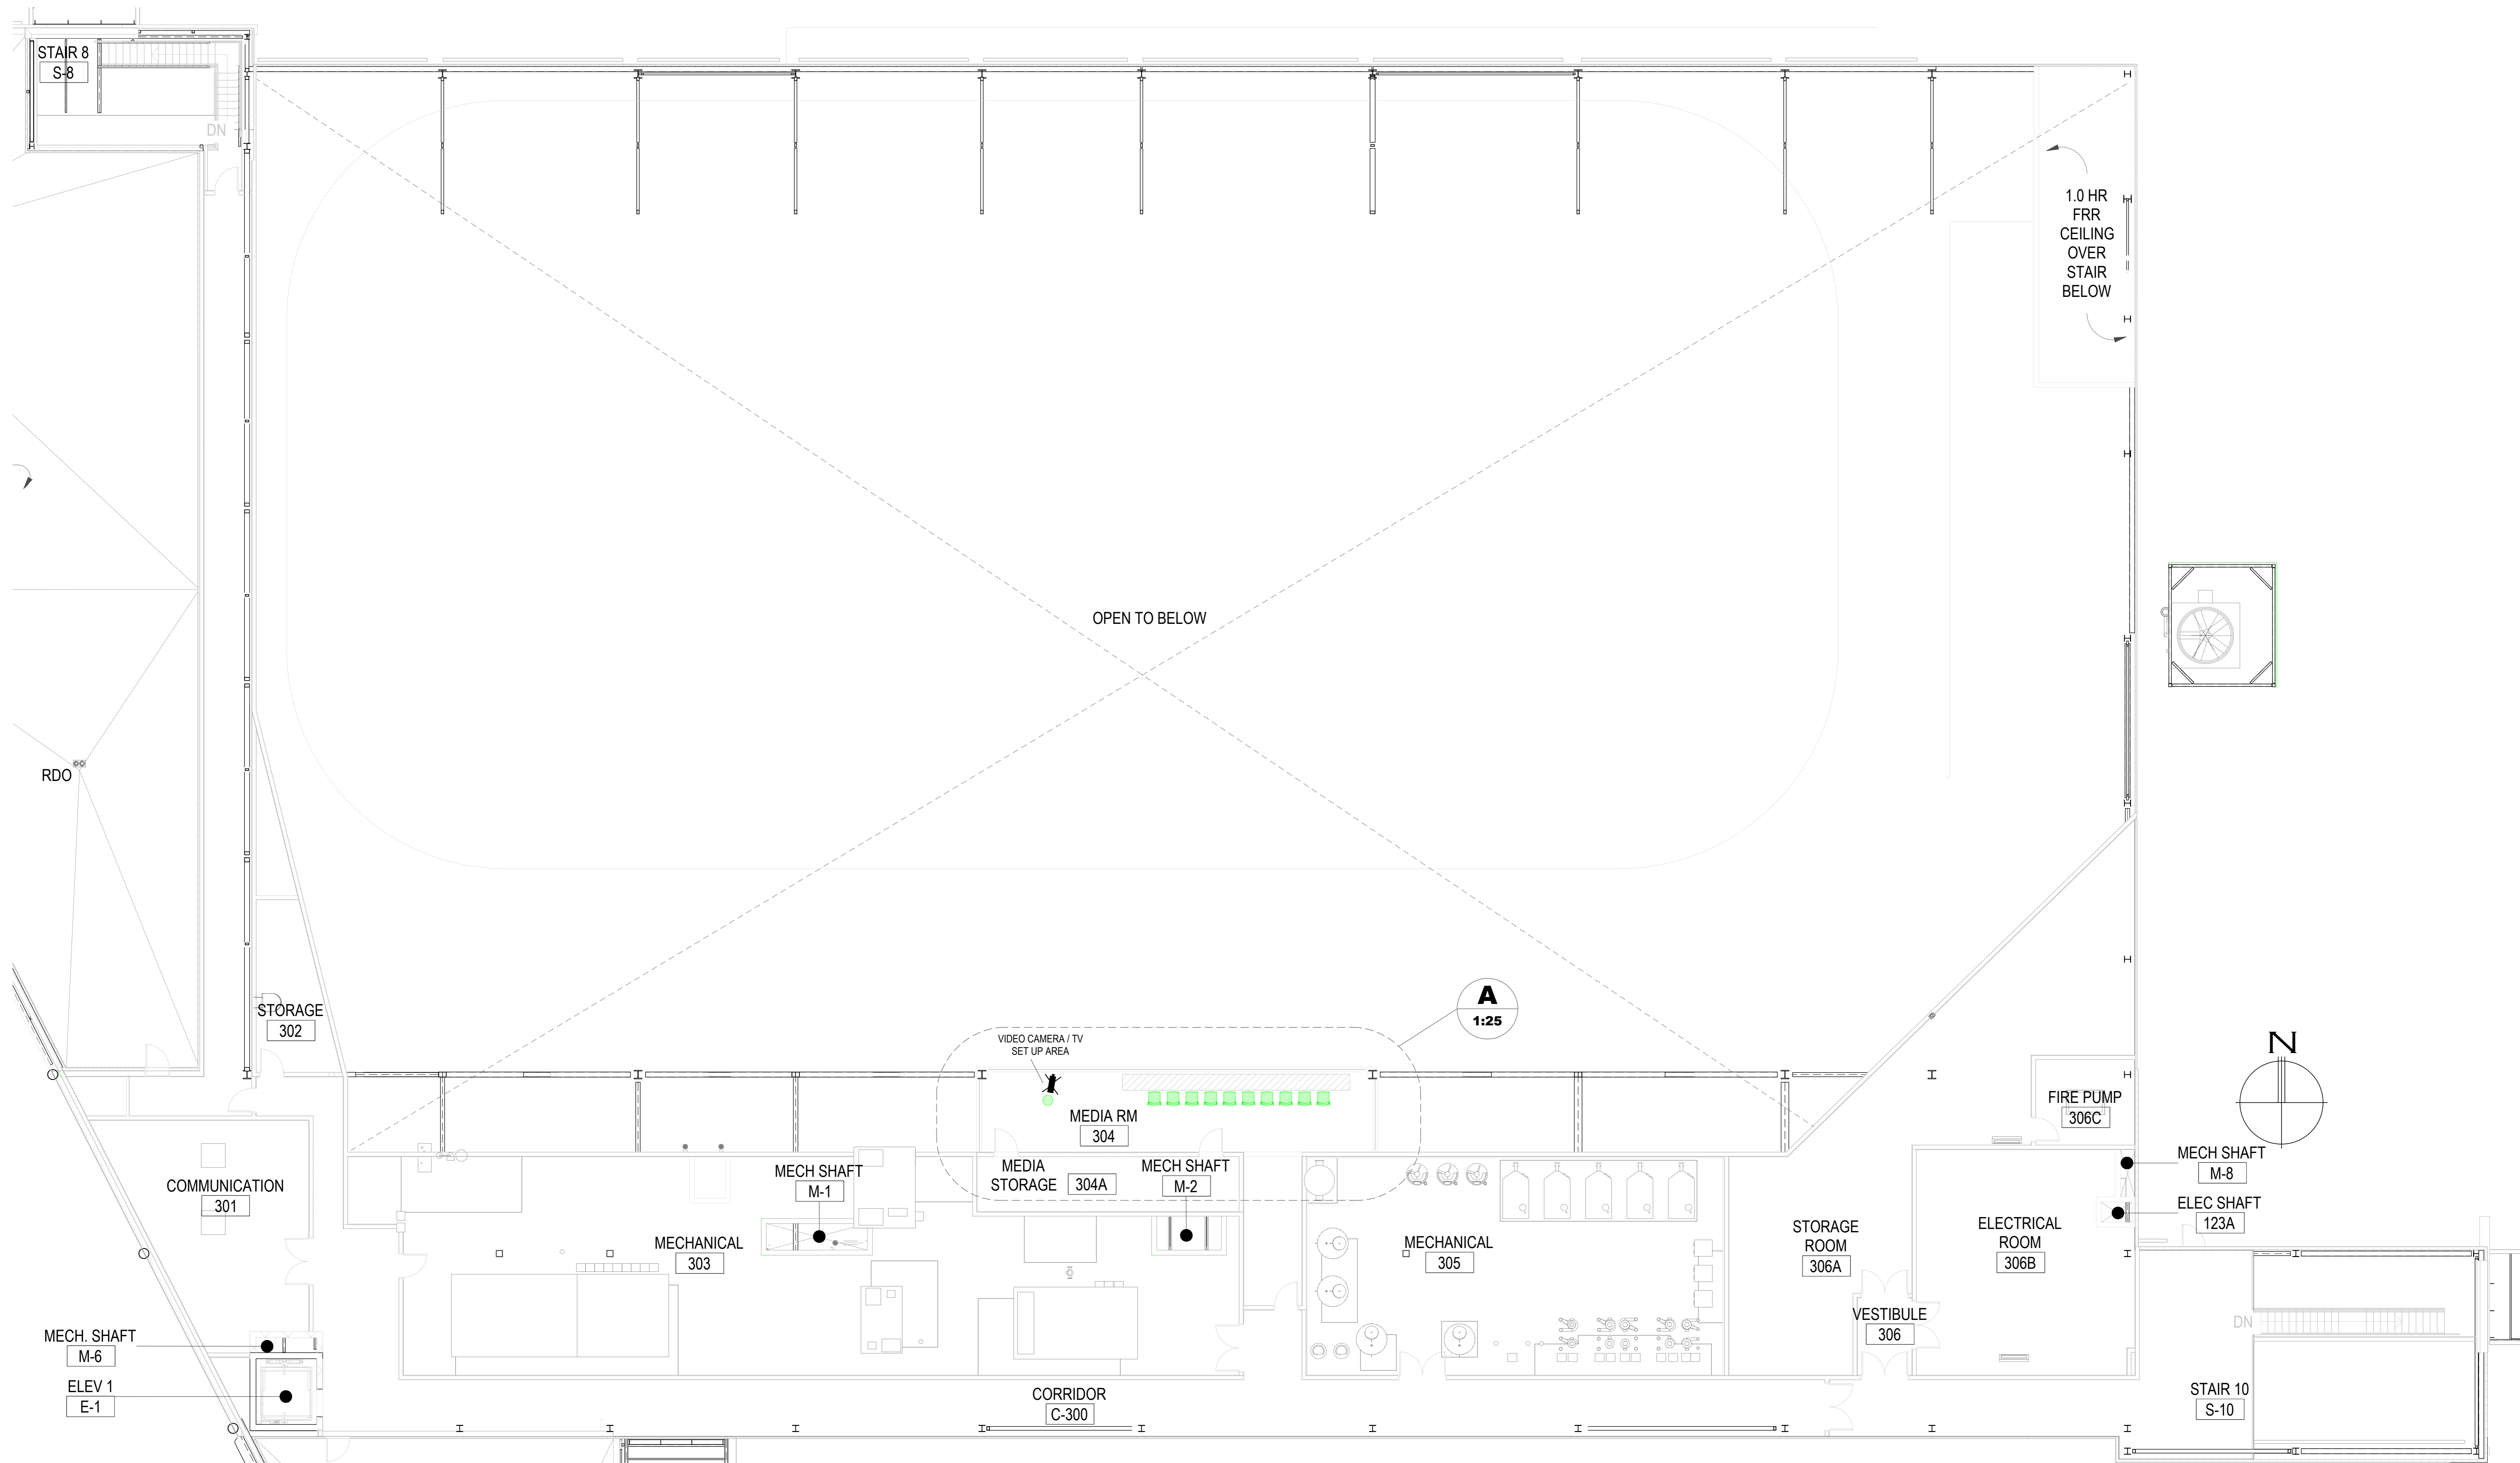 STAIR 8
S-8
DN
1.0 HR
FRR
CEILING
OVER
STAIR
BELOW
OPEN TO BELOW
RDO
STORAGE
302
A
1:25
VIDEO CAMERA / TV
SET UP AREA
N
MEDIA RM
304
FIRE PUMP
306C
MECH SHAFT
M-8
MEDIA
STORAGE 304A
MECH SHAFT
M-1
MECH SHAFT
M-2
COMMUNICATION
301
ELEC SHAFT
123A
MECHANICAL
303
MECHANICAL
305
STORAGE
ROOM
306A
ELECTRICAL
ROOM
306B
VESTIBULE
306
DN
MECH. SHAFT
M-6
ELEV 1
E-1
CORRIDOR
C-300
STAIR 10
S-10